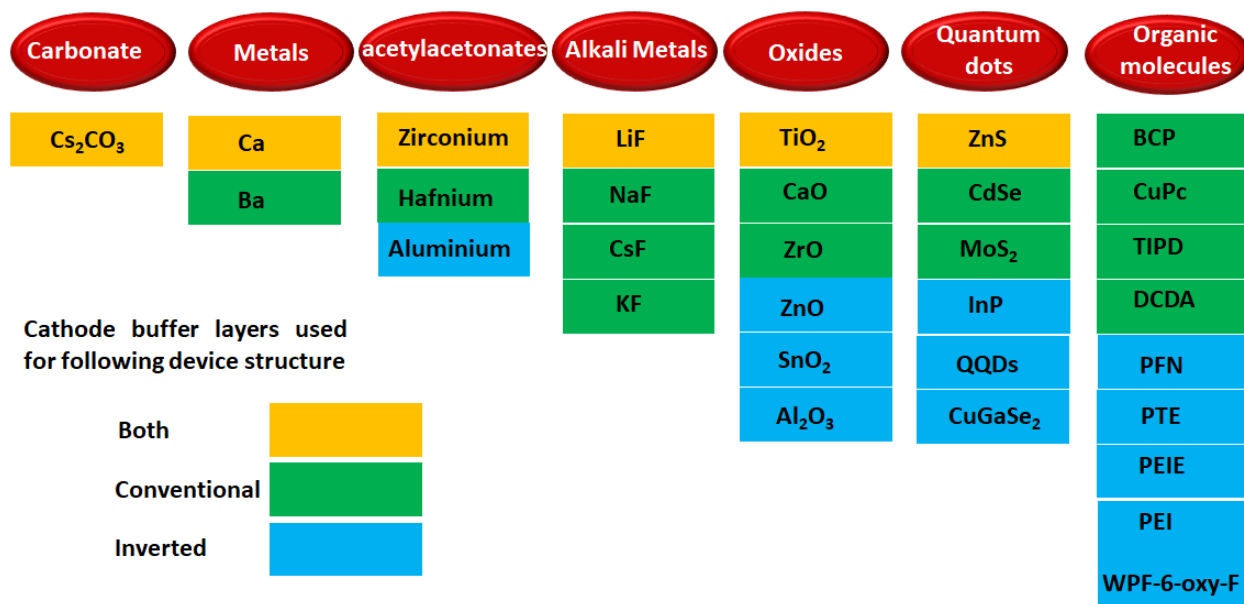 Carbonate
Metals
acetylacetonates
Alkali Metals
Oxides
Quantum
dots
Organic
molecules
Cs₂CO₃
Ca
Ba
Zirconium
Hafnium
Aluminium
LiF
NaF
CsF
KF
TiO₂
CaO
ZrO
ZnO
SnO₂
Al₂O₃
ZnS
CdSe
MoS₂
InP
QQDs
CuGaSe₂
BCP
CuPc
TIPD
DCDA
PFN
PTE
PEIE
PEI
WPF-6-oxy-F
Cathode buffer layers used
for following device structure
Both
Conventional
Inverted